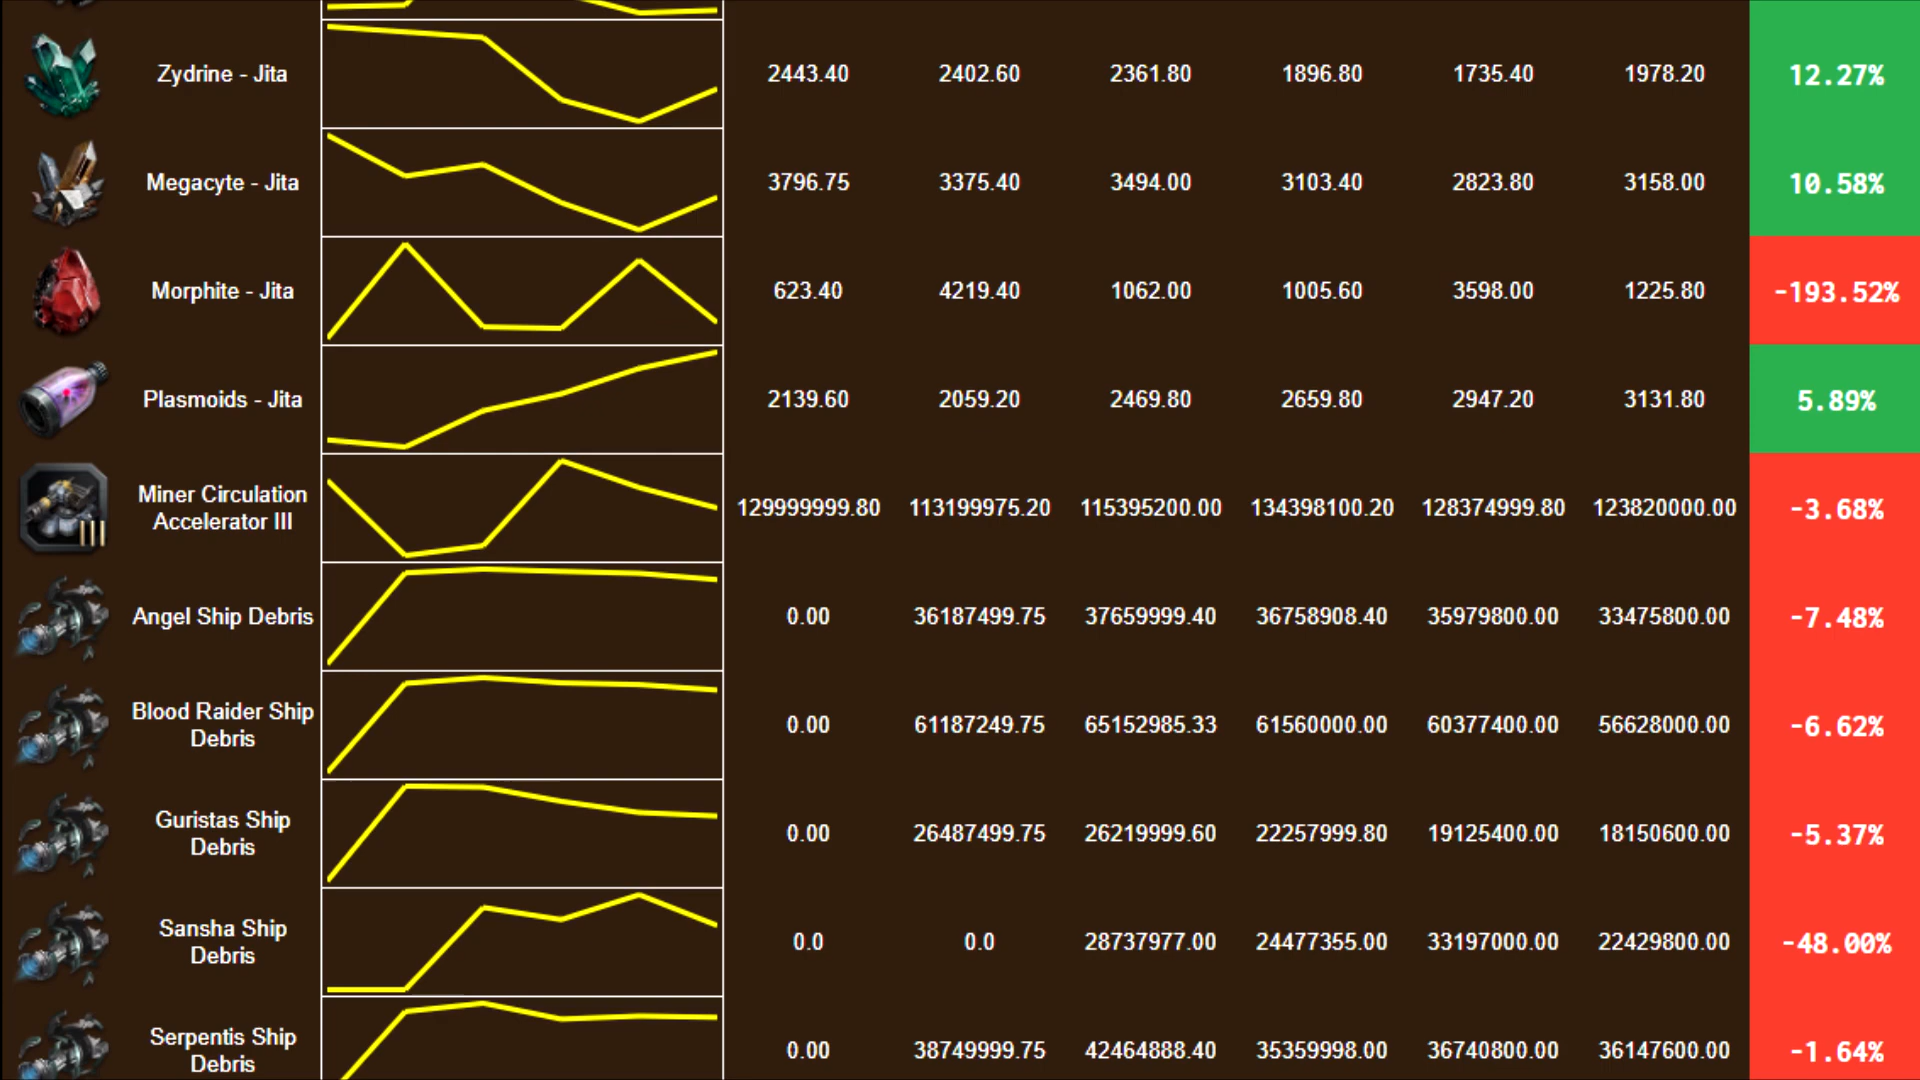 Zydrine - Jita 2443.40 2402.60 2361.80 1896.80 1735.40 1978.20 12.27%
Megacyte - Jita 3796.75 3375.40 3494.00 3103.40 2823.80 3158.00 10.58%
Morphite - Jita 623.40 4219.40 1062.00 1005.60 3598.00 1225.80 -193.52%
Plasmoids - Jita 2139.60 2059.20 2469.80 2659.80 2947.20 3131.80 5.89%
Miner Circulation
Accelerator III 129999999.80 113199975.20 115395200.00 134398100.20 128374999.80 123820000.00 -3.68%
Angel Ship Debris 0.00 36187499.75 37659999.40 36758908.40 35979800.00 33475800.00 -7.48%
Blood Raider Ship
Debris 0.00 61187249.75 65152985.33 61560000.00 60377400.00 56628000.00 -6.62%
Guristas Ship
Debris 0.00 26487499.75 26219999.60 22257999.80 19125400.00 18150600.00 -5.37%
Sansha Ship
Debris 0.0 0.0 28737977.00 24477355.00 33197000.00 22429800.00 -48.00%
Serpentis Ship
Debris 0.00 38749999.75 42464888.40 35359998.00 36740800.00 36147600.00 -1.64%